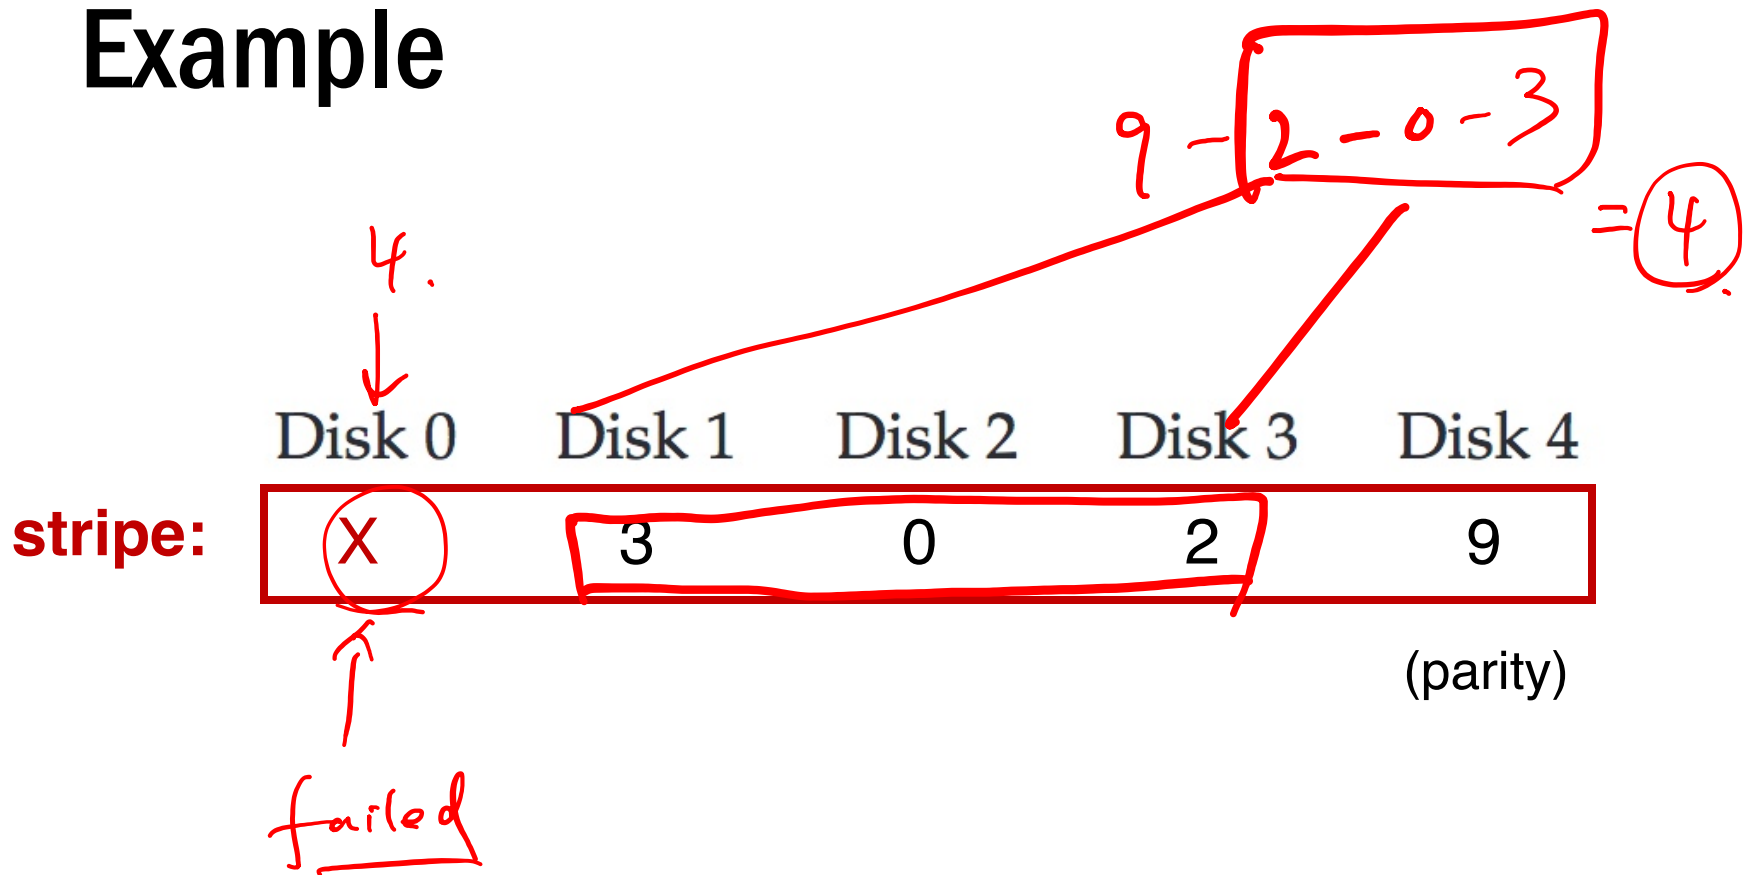 Example
9 - 2 - 0 - 3
= 4
4.
Disk 0 Disk 1 Disk 2 Disk 3 Disk 4
stripe: X 3 0 2 9
(parity)
failed